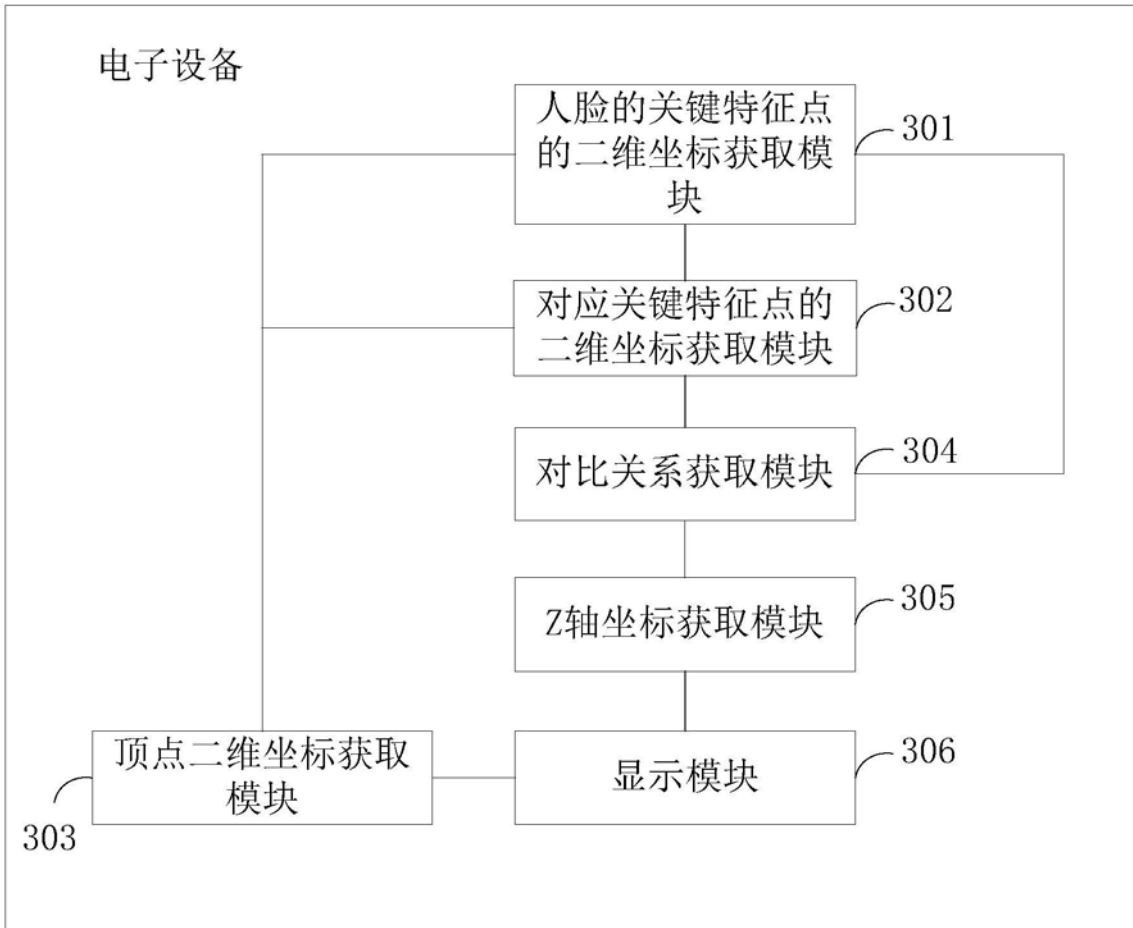 电子设备
人脸的关键特征点
的二维坐标获取模
块
301
对应关键特征点的
二维坐标获取模块
302
对比关系获取模块
304
Z轴坐标获取模块
305
顶点二维坐标获取
模块
303
显示模块
306